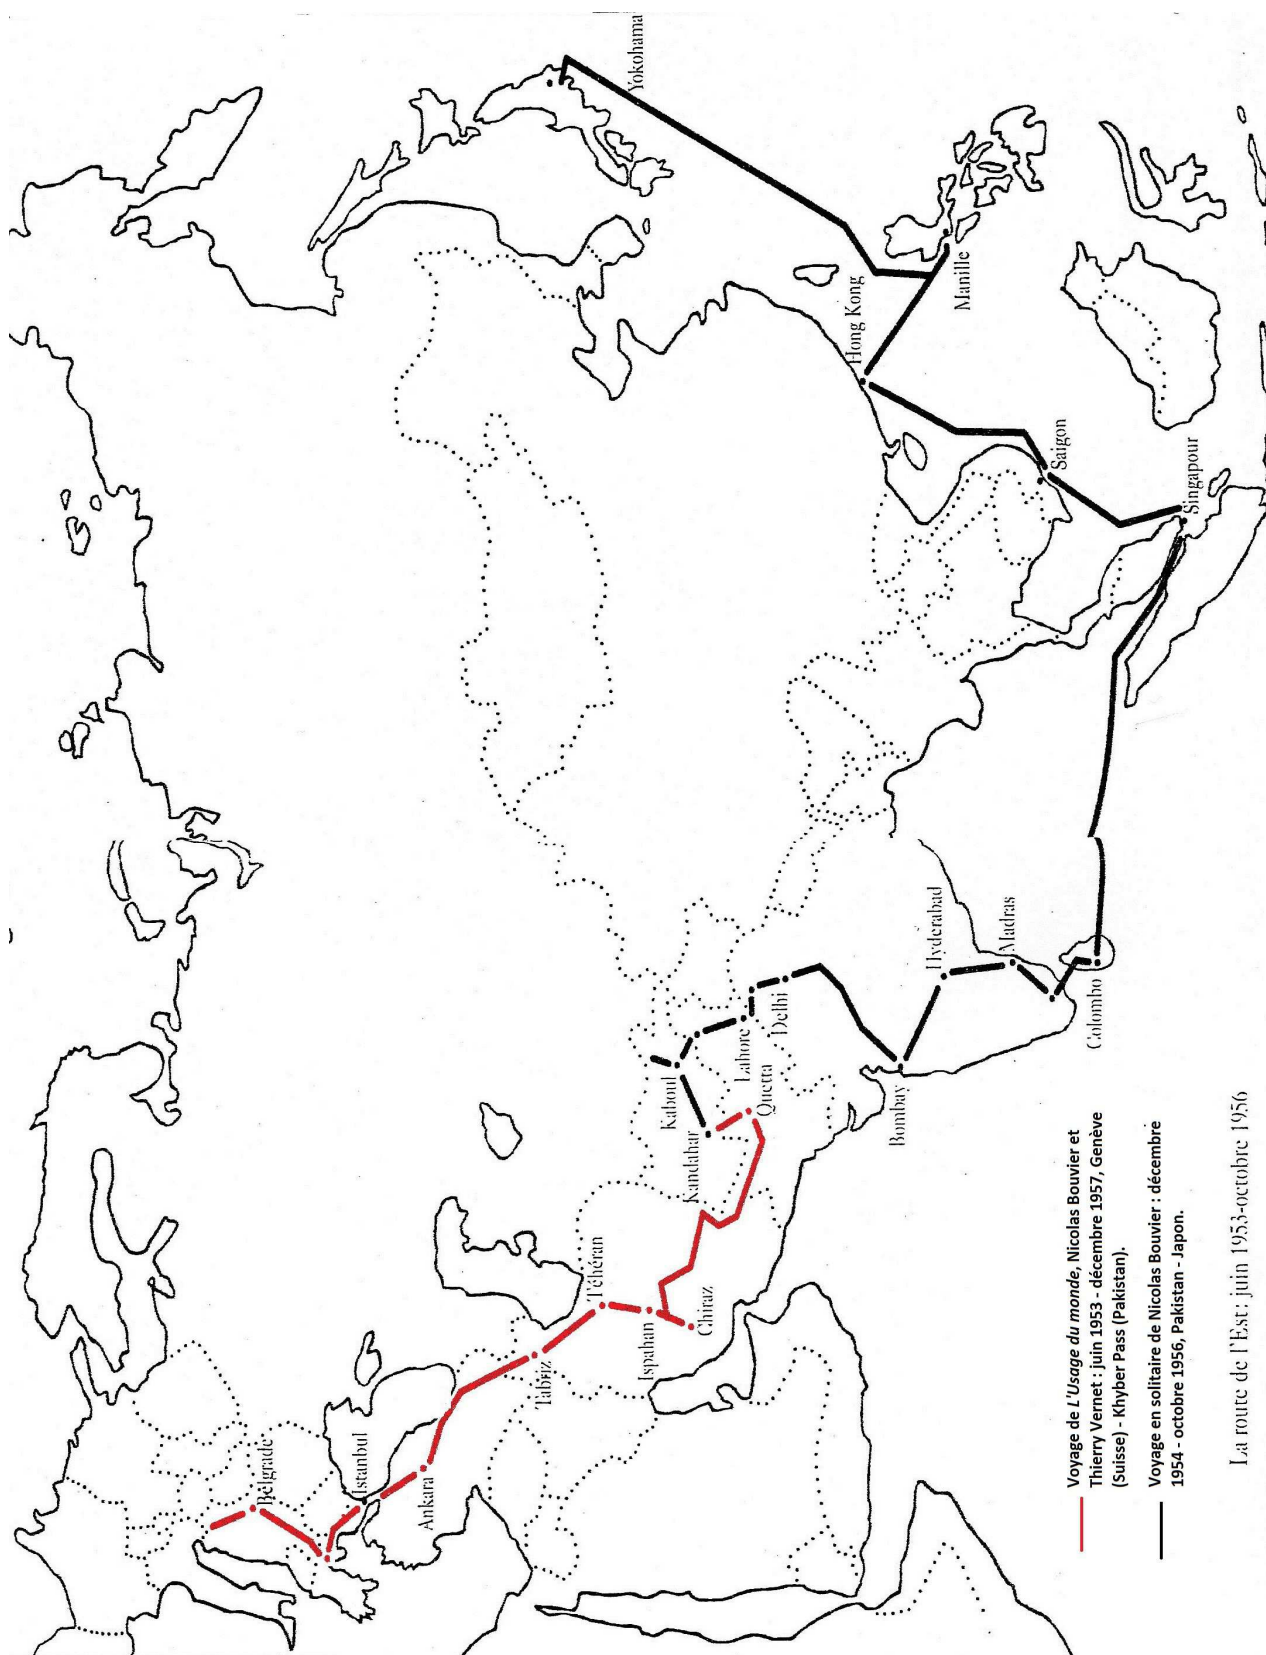 Yokohama
Hong Kong
Manille
Saigon
Singapour
Hyderabad
Madras
Colombo
Delhi
Lahore
Bombay
Kaboul
Quetta
Kandahar
Téhéran
Chiraz
Ispahan
Tabriz
Istanbul
Belgrade
Ankara
Voyage de L'Usage du monde, Nicolas Bouvier et
Thierry Vernet : juin 1953 - décembre 1957, Genève
(Suisse) - Khyber Pass (Pakistan).
Voyage en solitaire de Nicolas Bouvier : décembre
1954 - octobre 1956, Pakistan - Japon.
La route de l'Est : juin 1953-octobre 1956